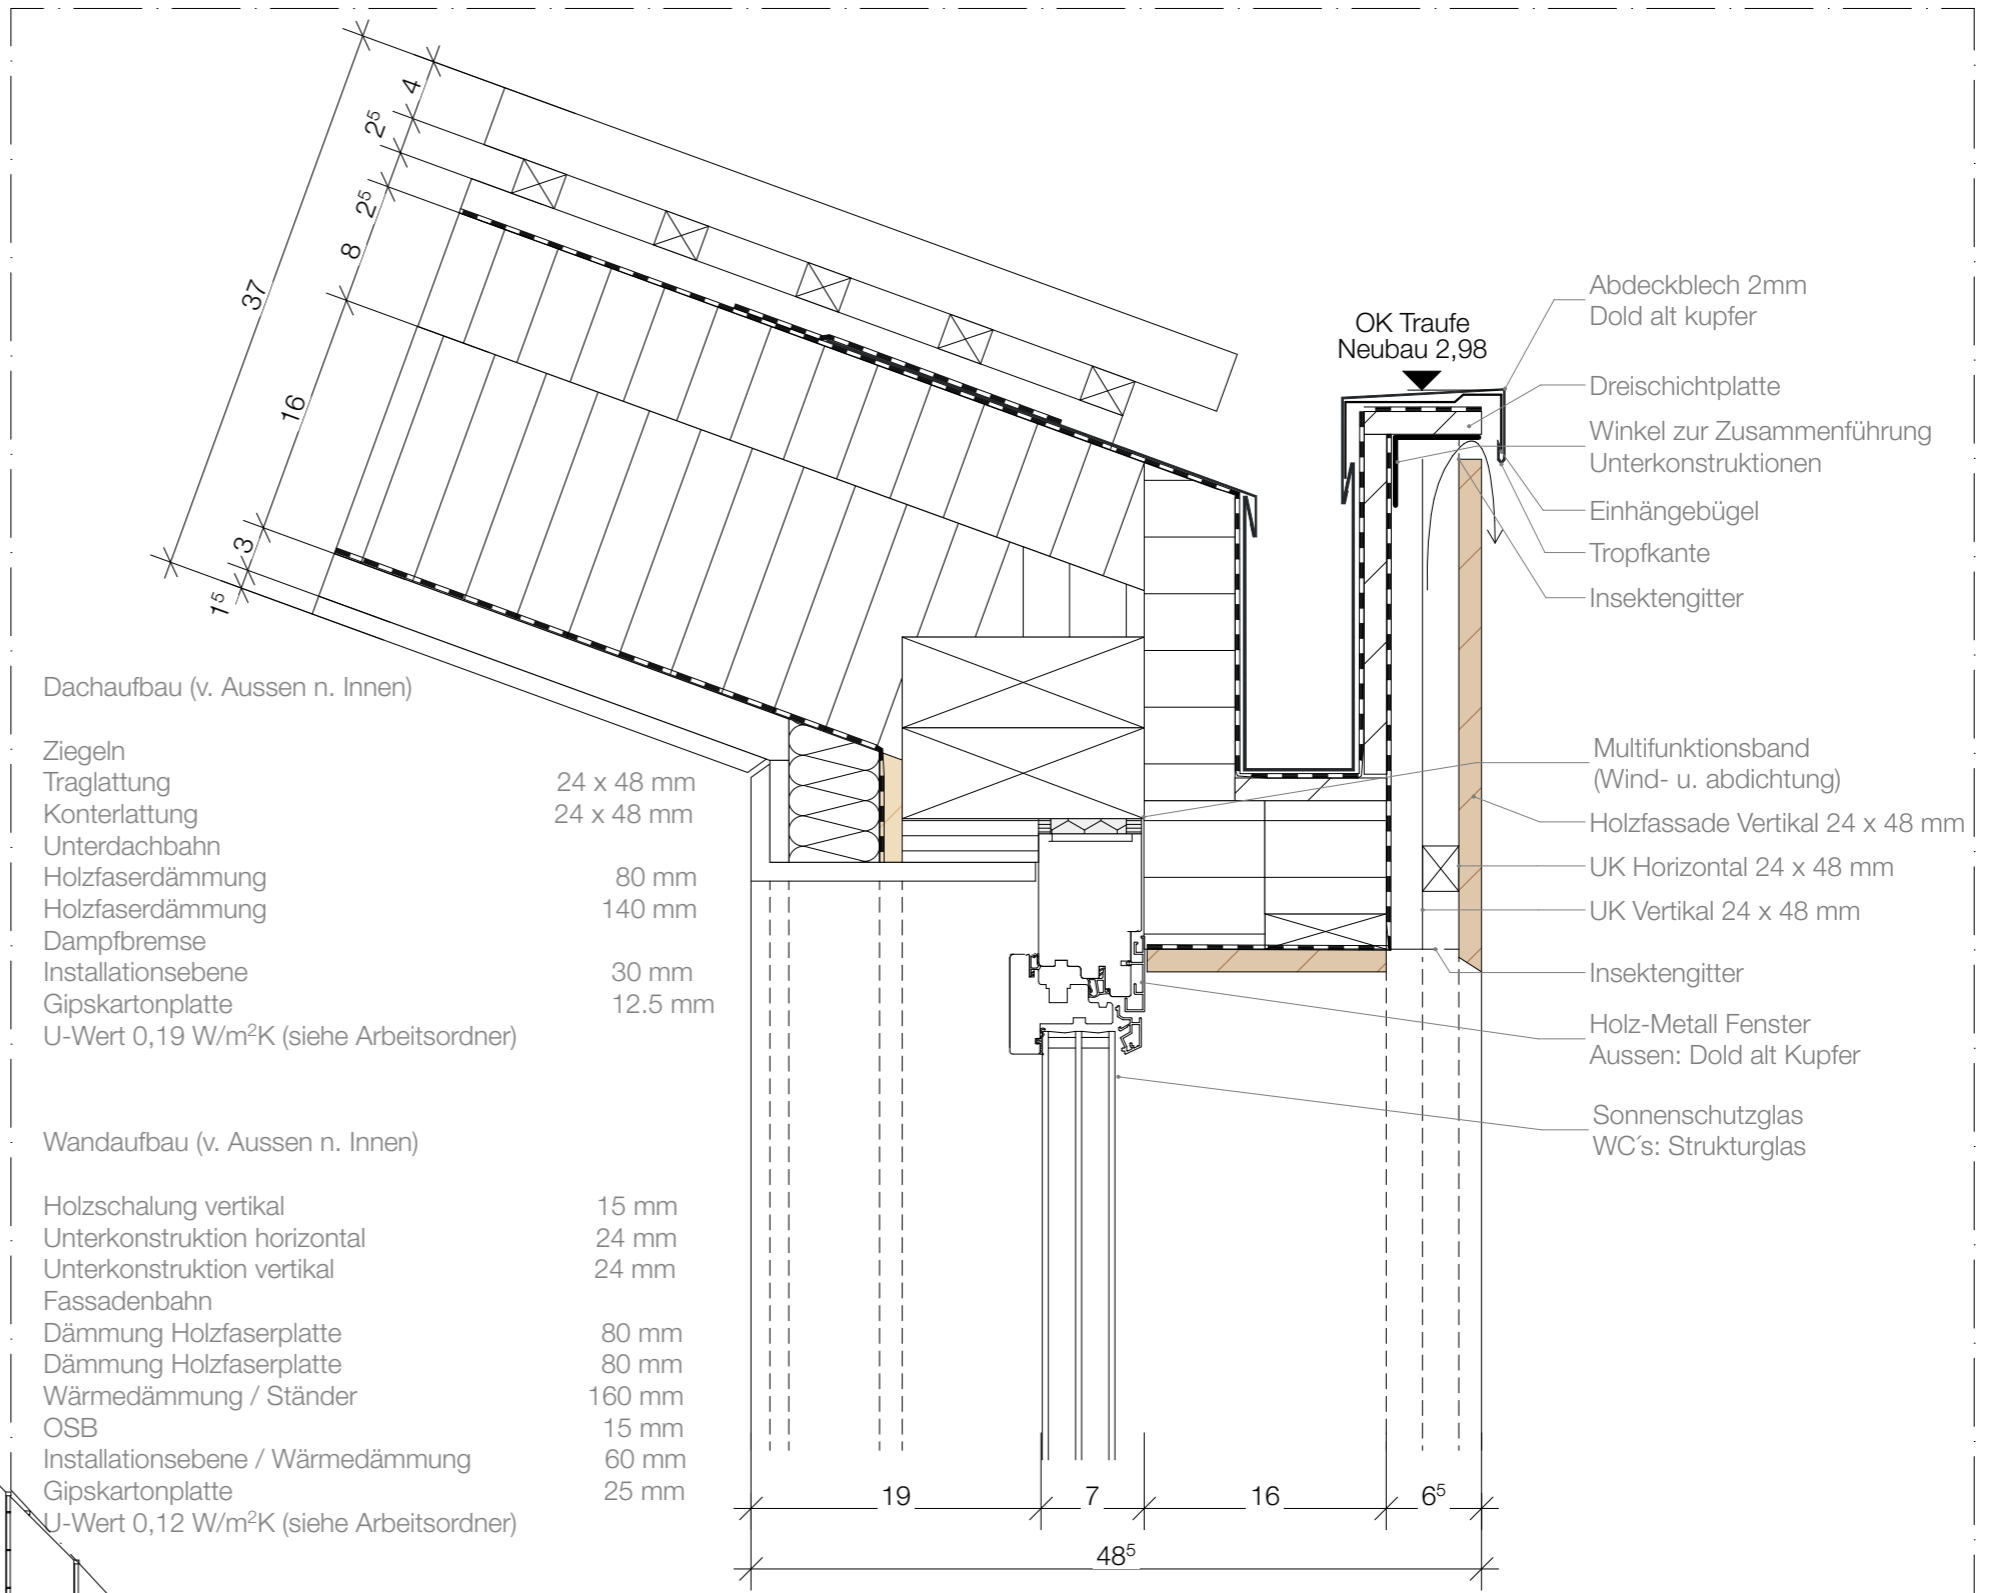 4
2⁵
2⁵
8
37
16
3
1⁵
OK Traufe
Neubau 2,98
Abdeckblech 2mm
Dold alt kupfer
Dreischichtplatte
Winkel zur Zusammenführung
Unterkonstruktionen
Einhängebügel
Tropfkante
Insektengitter
Multifunktionsband
(Wind- u. abdichtung)
Holzfassade Vertikal 24 x 48 mm
UK Horizontal 24 x 48 mm
UK Vertikal 24 x 48 mm
Insektengitter
Holz-Metall Fenster
Aussen: Dold alt Kupfer
Sonnenschutzglas
WC´s: Strukturglas
Dachaufbau (v. Aussen n. Innen)
Ziegeln
Traglattung 24 x 48 mm
Konterlattung 24 x 48 mm
Unterdachbahn
Holzfaserdämmung 80 mm
Holzfaserdämmung 140 mm
Dampfbremse
Installationsebene 30 mm
Gipskartonplatte 12.5 mm
U-Wert 0,19 W/m²K (siehe Arbeitsordner)
Wandaufbau (v. Aussen n. Innen)
Holzschalung vertikal 15 mm
Unterkonstruktion horizontal 24 mm
Unterkonstruktion vertikal 24 mm
Fassadenbahn
Dämmung Holzfaserplatte 80 mm
Dämmung Holzfaserplatte 80 mm
Wärmedämmung / Ständer 160 mm
OSB 15 mm
Installationsebene / Wärmedämmung 60 mm
Gipskartonplatte 25 mm
U-Wert 0,12 W/m²K (siehe Arbeitsordner)
19 7 16 6⁵
48⁵